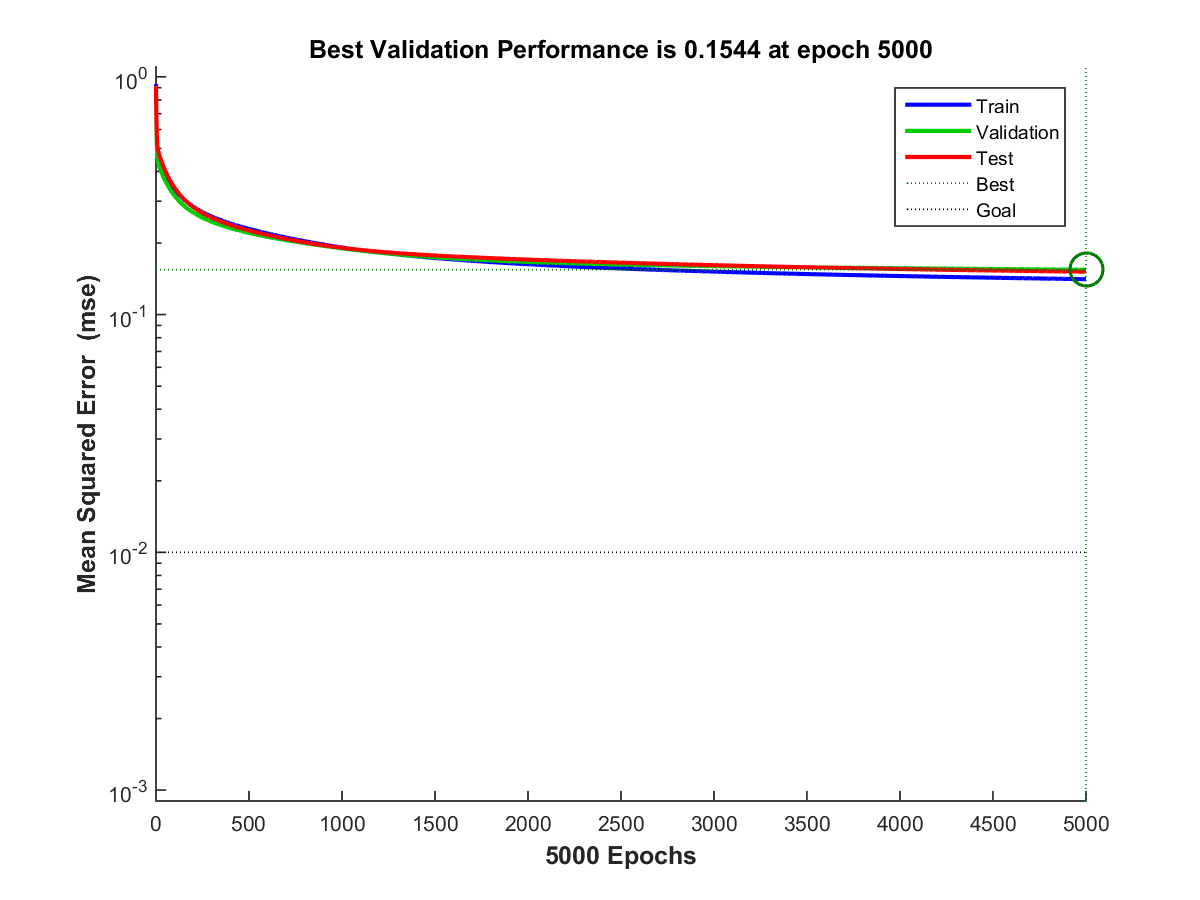 Best Validation Performance is 0.1544 at epoch 5000
10^0
10^-1
10^-2
10^-3
Mean Squared Error (mse)
Train
Validation
Test
Best
Goal
0 500 1000 1500 2000 2500 3000 3500 4000 4500 5000
5000 Epochs